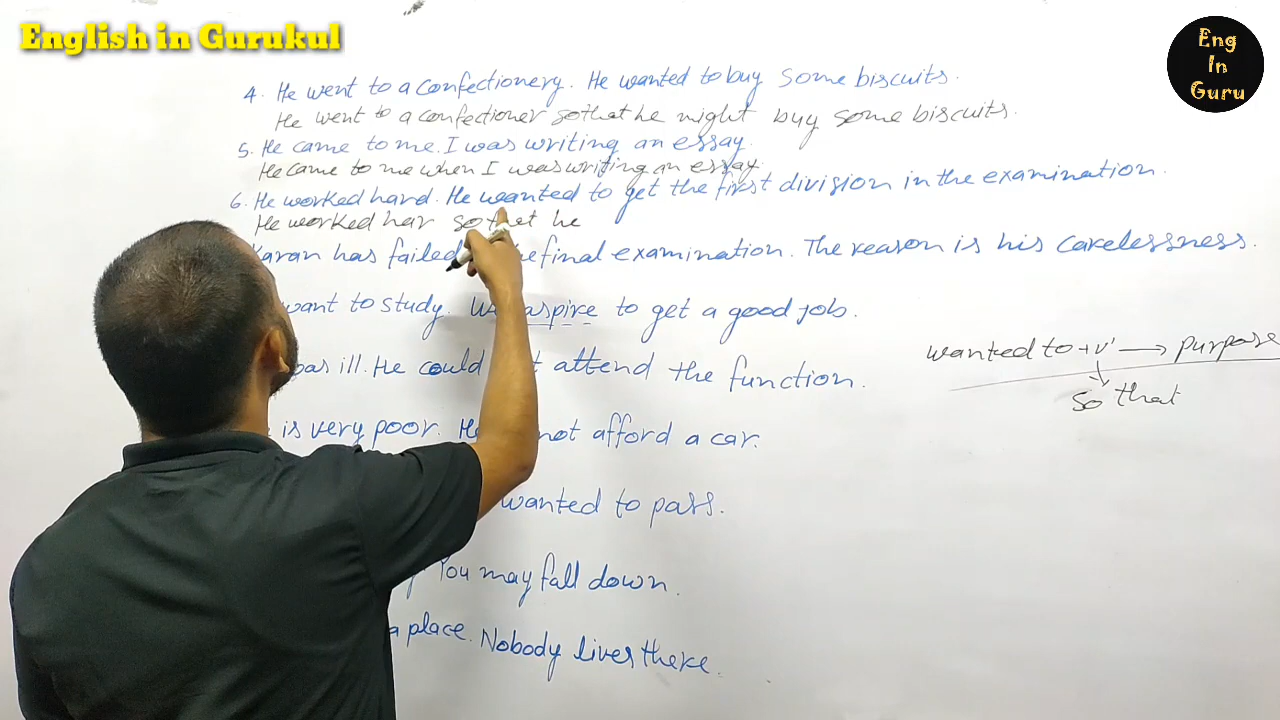 English in Gurukul
Eng
In
Guru
4. He went to a confectionery. He wanted to buy some biscuits.
He went to a confectioner so that he might buy some biscuits.
5. He came to me. I was writing an essay.
He came to me when I was writing an essay.
6. He worked hard. He wanted to get the first division in the examination.
He worked har so that he
Karan has failed final examination. The reason is his carelessness.
want to study. We aspire to get a good job.
was ill. He could attend the function.
is very poor. not afford a car.
wanted to pass.
You may fall down.
a place. Nobody lives there.
wanted to + v' → purpose
so that